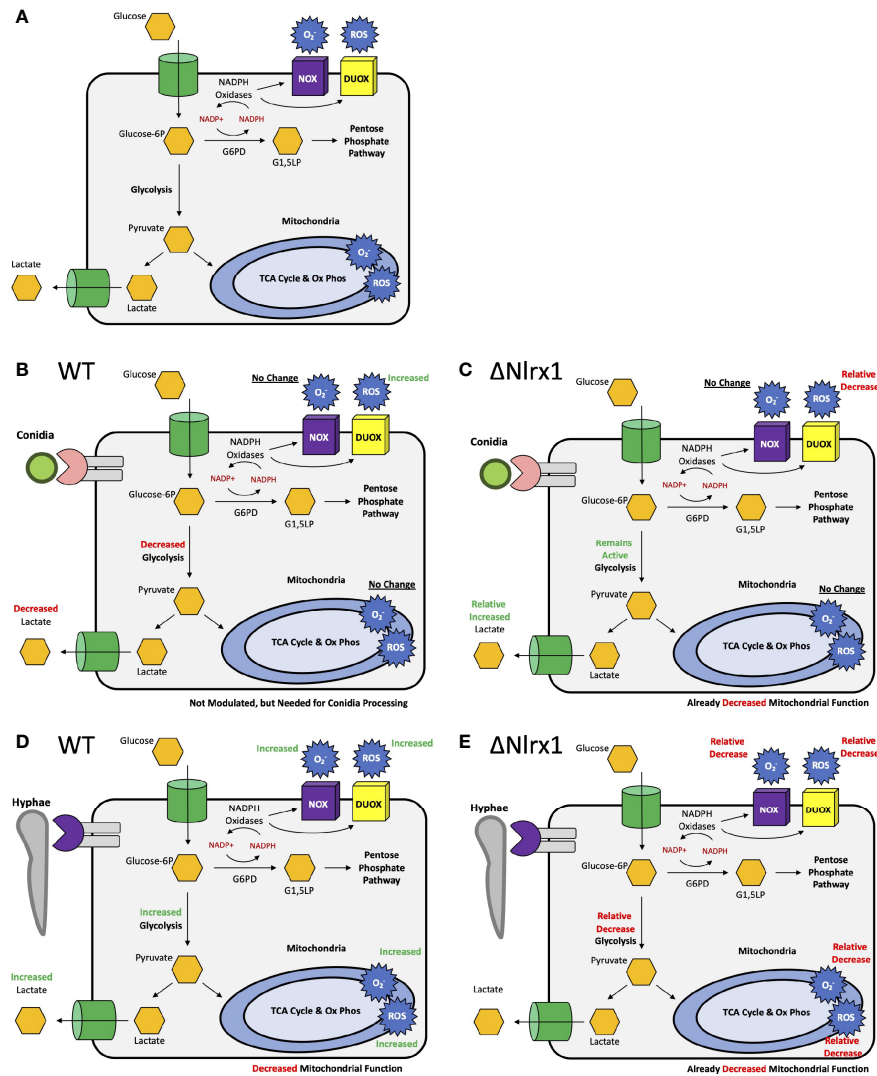 A
Glucose
O₂⁻
ROS
NOX
DUOX
NADPH
Oxidases
NADP+
NADPH
Glucose-6P
G6PD
G1,5LP
Pentose
Phosphate
Pathway
Glycolysis
Pyruvate
Mitochondria
O₂⁻
ROS
TCA Cycle & Ox Phos
Lactate
Lactate
B
WT
Glucose
No Change
O₂⁻
ROS
Increased
NOX
DUOX
Conidia
NADPH
Oxidases
NADP+
NADPH
Glucose-6P
G6PD
G1,5LP
Pentose
Phosphate
Pathway
Decreased
Glycolysis
Pyruvate
Mitochondria
No Change
O₂⁻
ROS
TCA Cycle & Ox Phos
Decreased
Lactate
Lactate
Not Modulated, but Needed for Conidia Processing
C
ΔNlrx1
Glucose
No Change
O₂⁻
ROS
Relative
Decrease
NOX
DUOX
Conidia
NADPH
Oxidases
NADP+
NADPH
Glucose-6P
G6PD
G1,5LP
Pentose
Phosphate
Pathway
Remains
Active
Glycolysis
Pyruvate
Mitochondria
No Change
O₂⁻
ROS
TCA Cycle & Ox Phos
Relative
Increased
Lactate
Lactate
Already Decreased Mitochondrial Function
D
WT
Glucose
Increased
O₂⁻
ROS
Increased
NOX
DUOX
Hyphae
NADPH
Oxidases
NADP+
NADPH
Glucose-6P
G6PD
G1,5LP
Pentose
Phosphate
Pathway
Increased
Glycolysis
Pyruvate
Mitochondria
Increased
O₂⁻
ROS
Increased
TCA Cycle & Ox Phos
Increased
Lactate
Lactate
Decreased Mitochondrial Function
E
ΔNlrx1
Glucose
Relative
Decrease
O₂⁻
ROS
Relative
Decrease
NOX
DUOX
Hyphae
NADPH
Oxidases
NADP+
NADPH
Glucose-6P
G6PD
G1,5LP
Pentose
Phosphate
Pathway
Relative
Decrease
Glycolysis
Pyruvate
Mitochondria
Relative
Decrease
O₂⁻
ROS
Relative
Decrease
TCA Cycle & Ox Phos
Lactate
Lactate
Already Decreased Mitochondrial Function